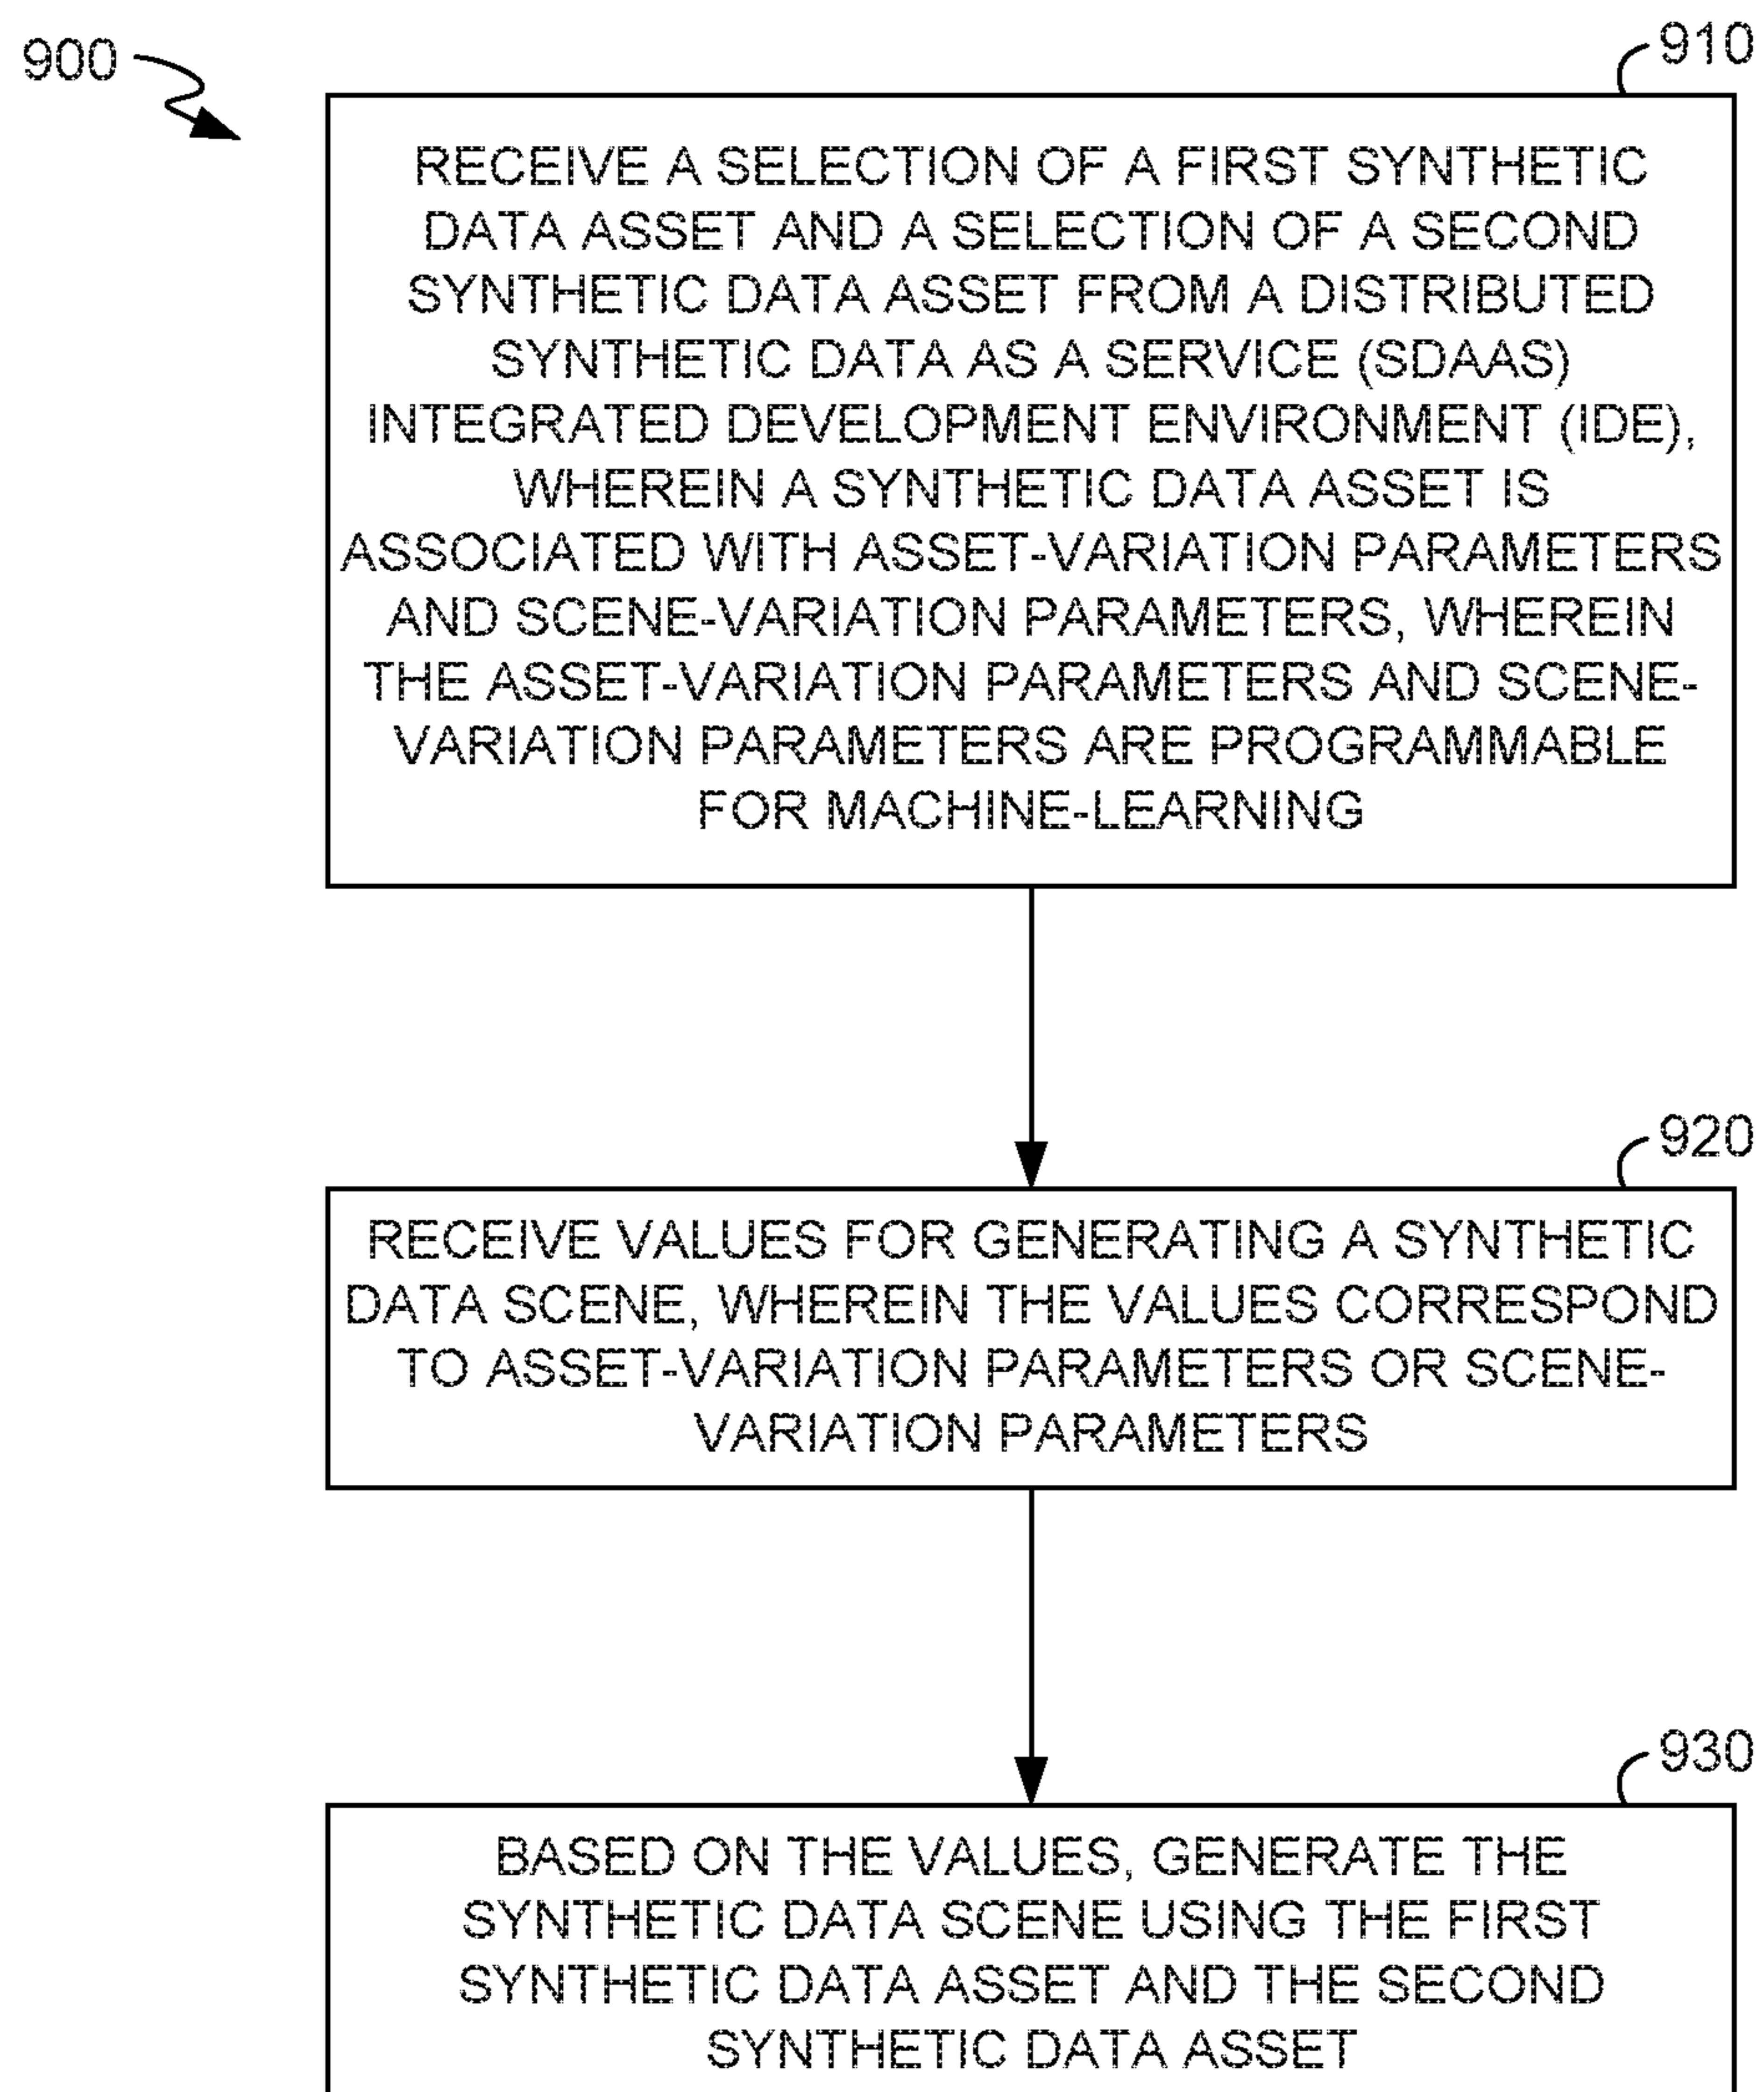 900
910
RECEIVE A SELECTION OF A FIRST SYNTHETIC
DATA ASSET AND A SELECTION OF A SECOND
SYNTHETIC DATA ASSET FROM A DISTRIBUTED
SYNTHETIC DATA AS A SERVICE (SDAAS)
INTEGRATED DEVELOPMENT ENVIRONMENT (IDE),
WHEREIN A SYNTHETIC DATA ASSET IS
ASSOCIATED WITH ASSET-VARIATION PARAMETERS
AND SCENE-VARIATION PARAMETERS, WHEREIN
THE ASSET-VARIATION PARAMETERS AND SCENE-
VARIATION PARAMETERS ARE PROGRAMMABLE
FOR MACHINE-LEARNING
920
RECEIVE VALUES FOR GENERATING A SYNTHETIC
DATA SCENE, WHEREIN THE VALUES CORRESPOND
TO ASSET-VARIATION PARAMETERS OR SCENE-
VARIATION PARAMETERS
930
BASED ON THE VALUES, GENERATE THE
SYNTHETIC DATA SCENE USING THE FIRST
SYNTHETIC DATA ASSET AND THE SECOND
SYNTHETIC DATA ASSET